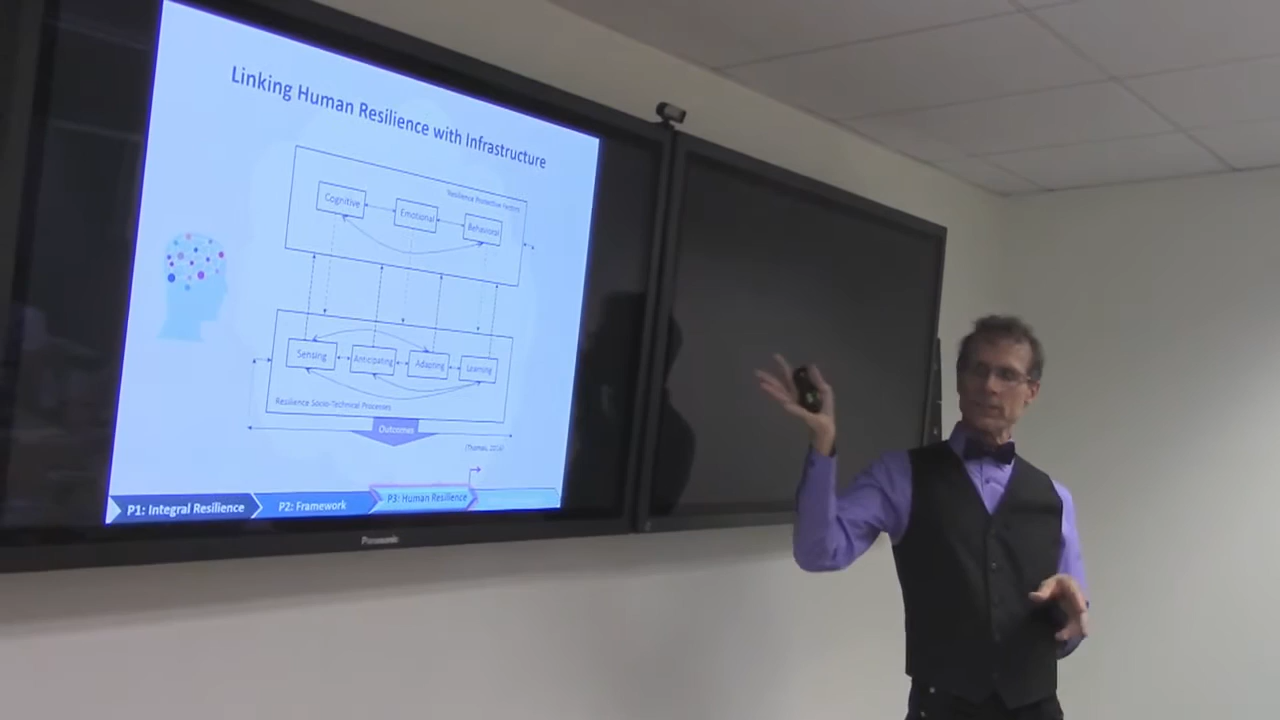 Linking Human Resilience with Infrastructure
Resilience Protective Factors
Cognitive
Emotional
Behavioral
Sensing
Anticipating
Adapting
Learning
Resilience Socio-Technical Processes
Outcomes
P1: Integral Resilience
P2: Framework
P3: Human Resilience
Panasonic